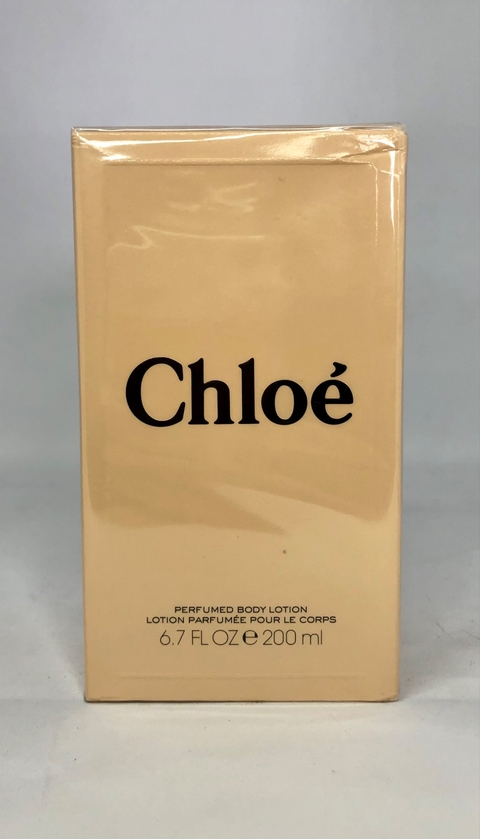 Chloé
PERFUMED BODY LOTION
LOTION PARFUMÉE POUR LE CORPS
6.7 FL OZ ℮ 200 ml